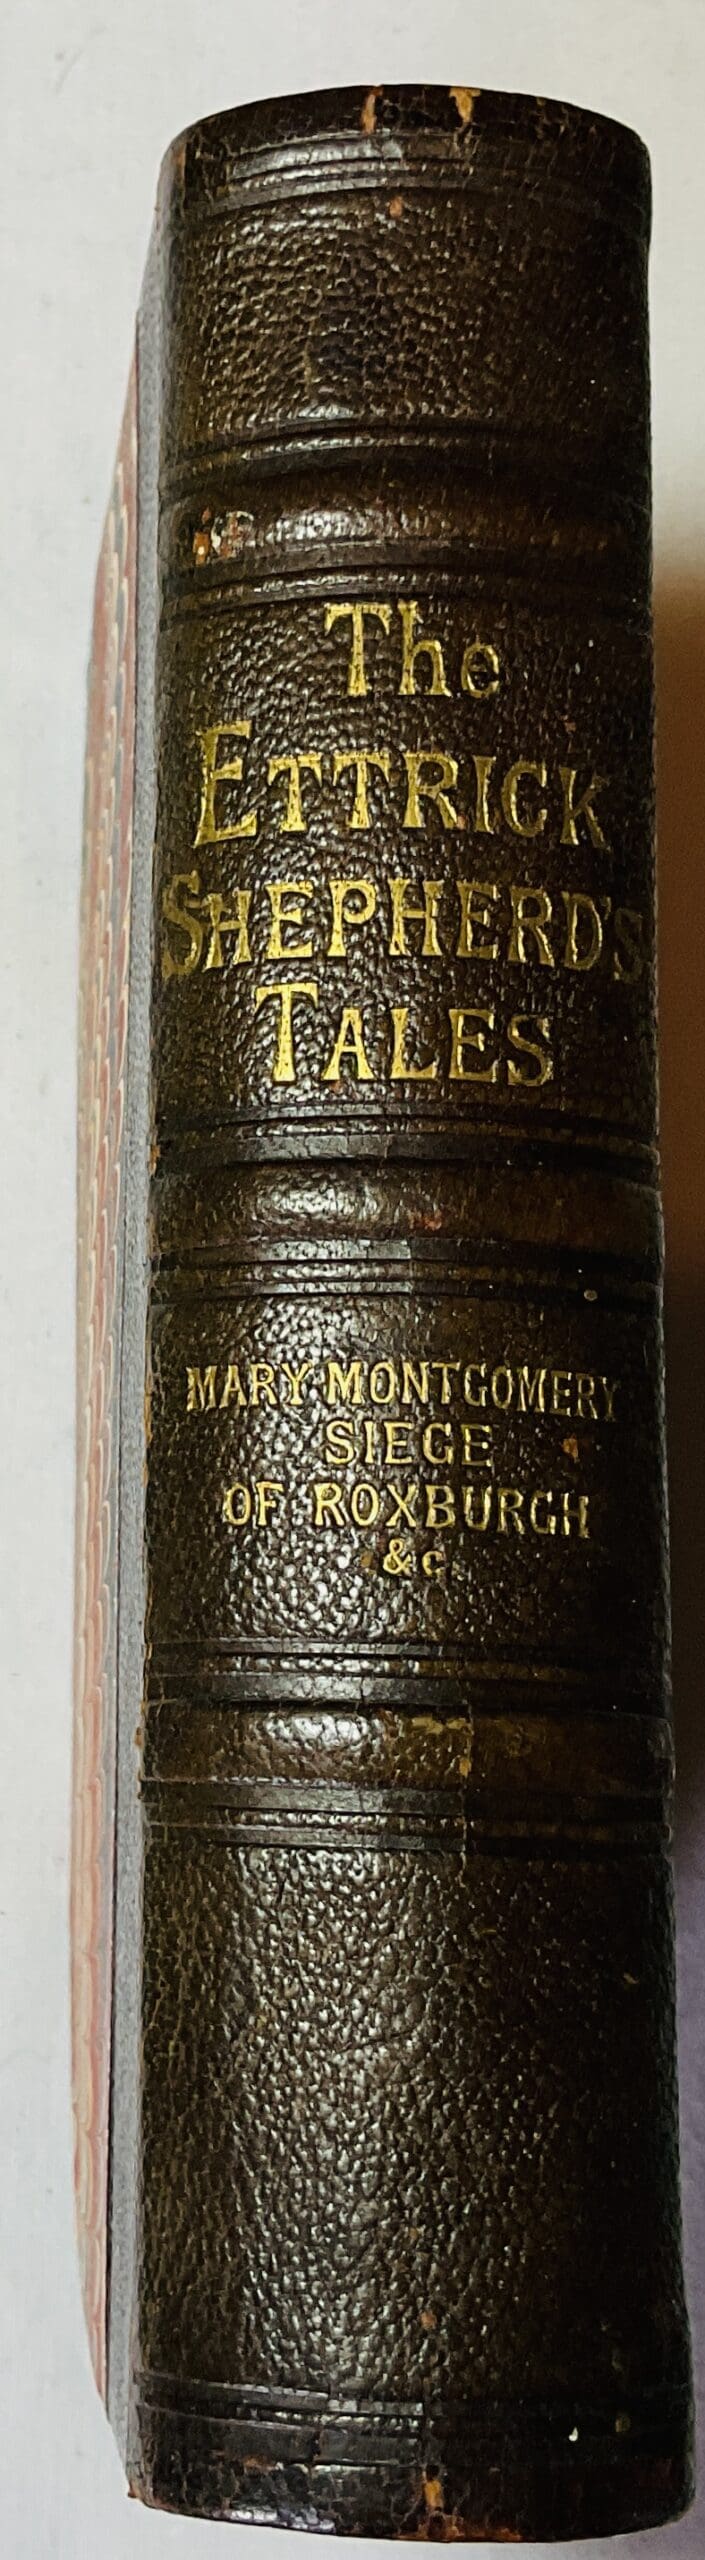 The
ETTRICK
SHEPHERD'S
TALES
MARY MONTGOMERY
SIEGE
OF ROXBURGH
&c